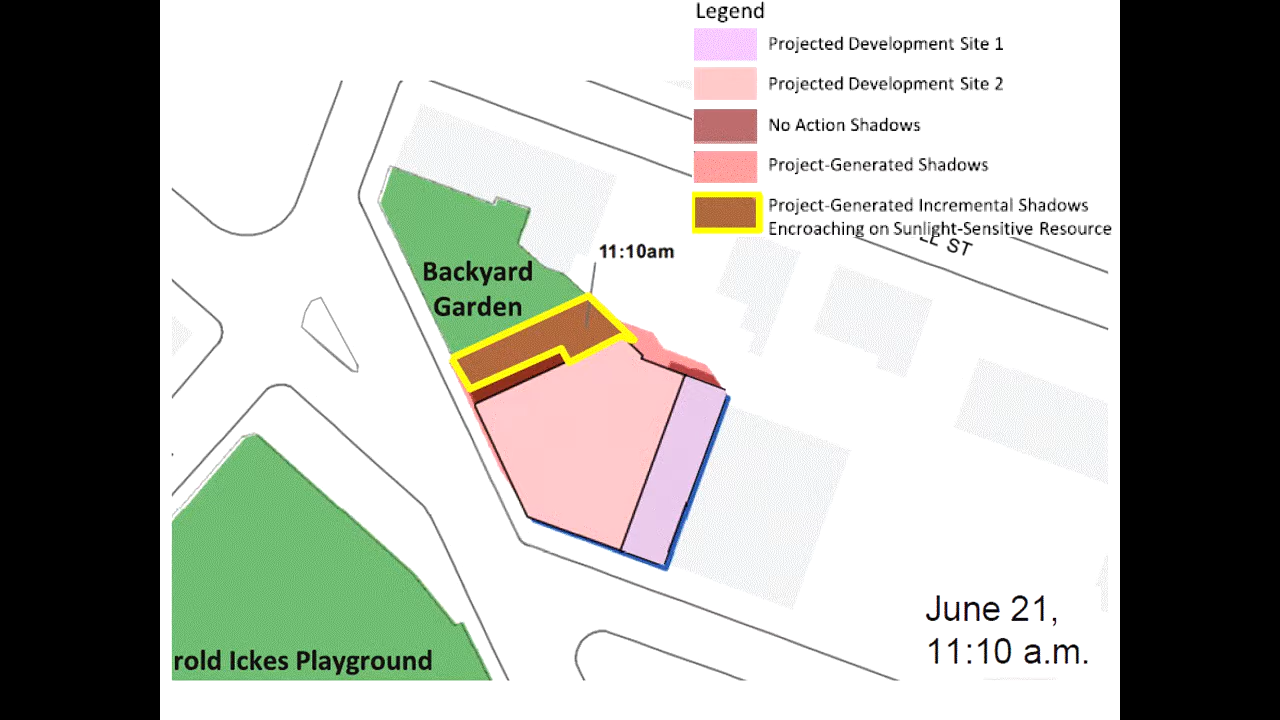 Legend
Projected Development Site 1
Projected Development Site 2
No Action Shadows
Project-Generated Shadows
Project-Generated Incremental Shadows
Encroaching on Sunlight-Sensitive Resource
ST
11:10am
Backyard
Garden
June 21,
11:10 a.m.
rold Ickes Playground